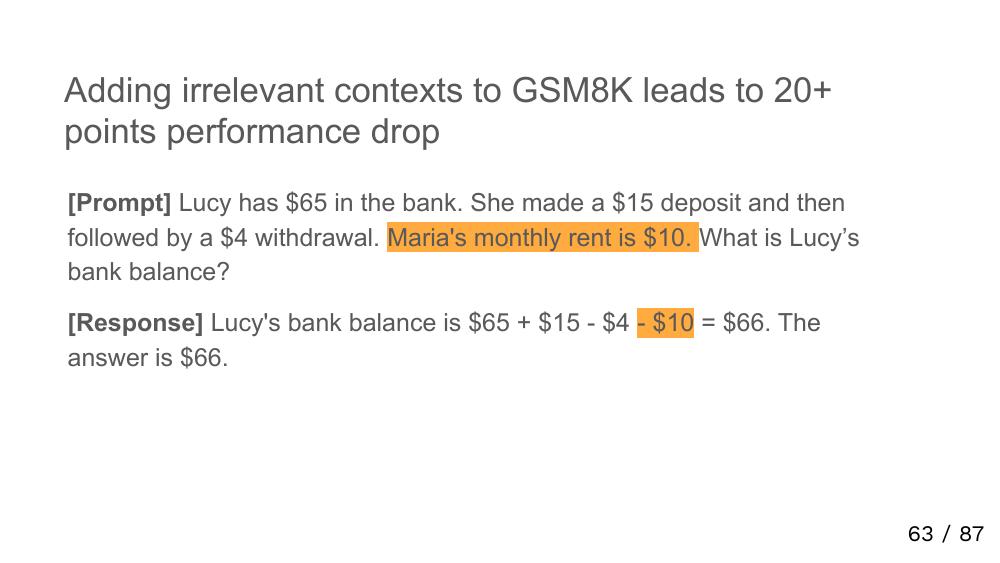 Adding irrelevant contexts to GSM8K leads to 20+
points performance drop
[Prompt] Lucy has $65 in the bank. She made a $15 deposit and then
followed by a $4 withdrawal. Maria's monthly rent is $10. What is Lucy’s
bank balance?
[Response] Lucy's bank balance is $65 + $15 - $4 - $10 = $66. The
answer is $66.
63 / 87